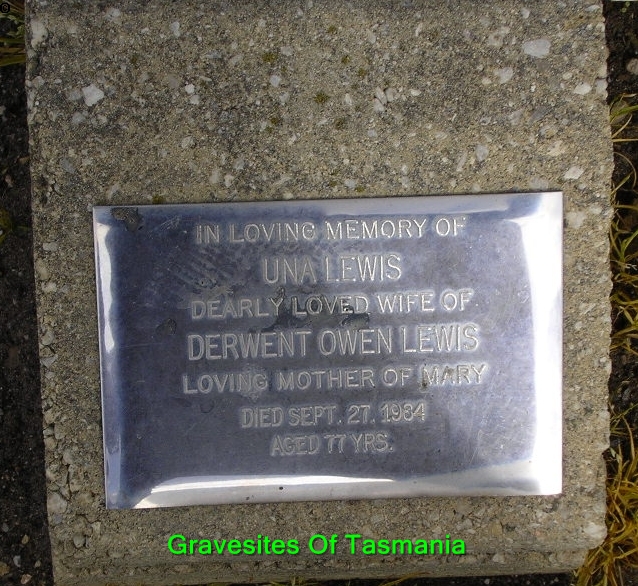 IN LOVING MEMORY OF
UNA LEWIS
DEARLY LOVED WIFE OF
DERWENT OWEN LEWIS
LOVING MOTHER OF MARY
DIED SEPT. 27. 1984
AGED 77 YRS.
Gravesites Of Tasmania